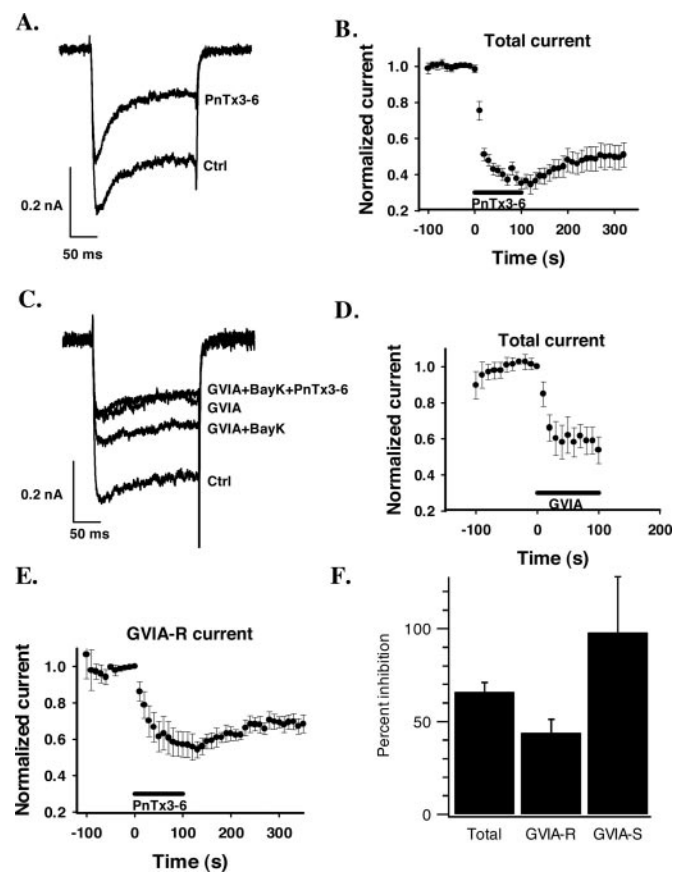 A.
PnTx3-6
Ctrl
0.2 nA
50 ms
B.
Total current
Normalized current
1.0
0.8
0.6
0.4
0.2
PnTx3-6
-100 0 100 200 300
Time (s)
C.
GVIA+BayK+PnTx3-6
GVIA
GVIA+BayK
Ctrl
0.2 nA
50 ms
D.
Total current
Normalized current
1.0
0.8
0.6
0.4
0.2
GVIA
-100 0 100 200
Time (s)
E.
GVIA-R current
Normalized current
1.0
0.8
0.6
0.4
0.2
PnTx3-6
-100 0 100 200 300
Time (s)
F.
Percent inhibition
100
50
0
Total GVIA-R GVIA-S